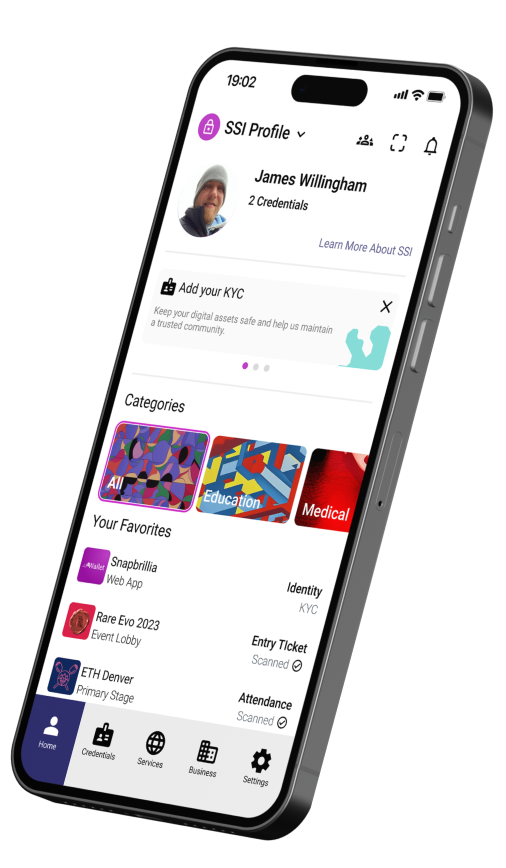 19:02
SSI Profile
James Willingham
2 Credentials
Learn More About SSI
Add your KYC
Keep your digital assets safe and help us maintain
a trusted community.
Categories
All
Education
Medical
Your Favorites
Snapbrillia
Web App
Identity
KYC
Rare Evo 2023
Event Lobby
Entry Ticket
Scanned
ETH Denver
Primary Stage
Attendance
Scanned
Home
Credentials
Services
Business
Settings